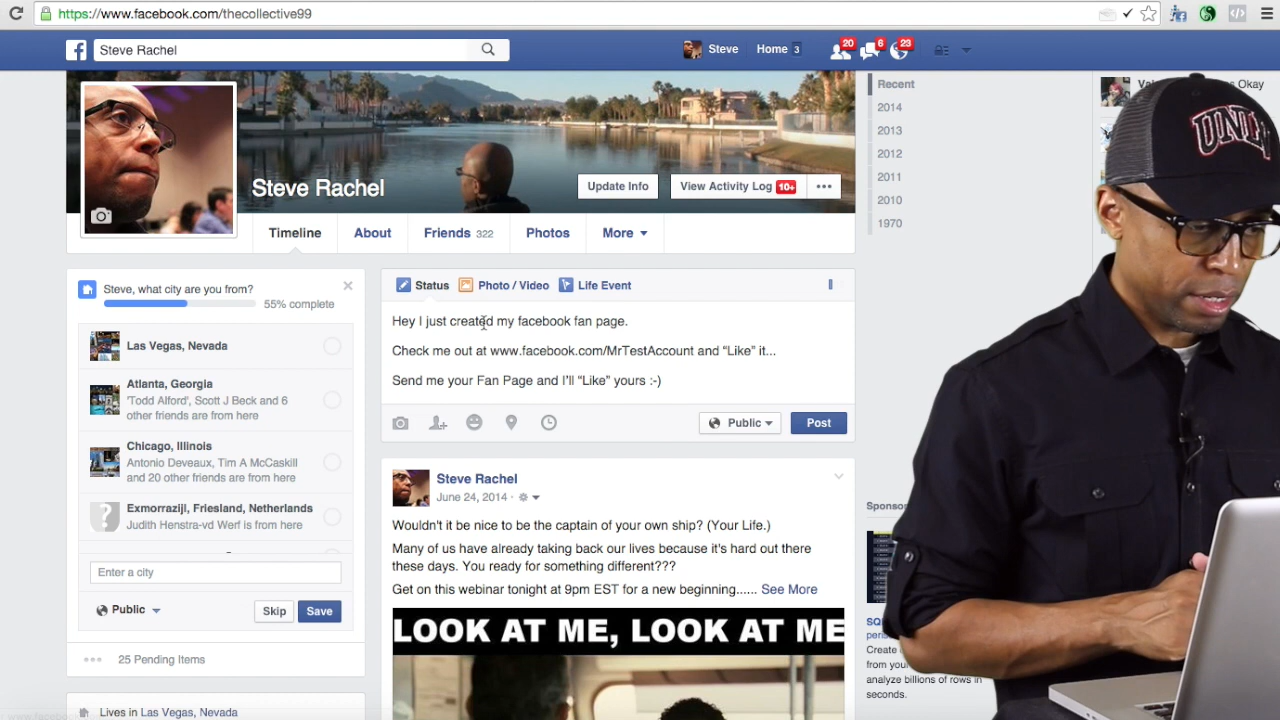 https://www.facebook.com/thecollective99
Steve Rachel
Steve
Home 3
20
6
23
Steve Rachel
Update Info
View Activity Log 10+
Timeline
About
Friends 322
Photos
More
Recent
2014
2013
2012
2011
2010
1970
Okay
UNLV
Steve, what city are you from?
55% complete
Las Vegas, Nevada
Atlanta, Georgia
'Todd Alford', Scott J Beck and 6
other friends are from here
Chicago, Illinois
Antonio Deveaux, Tim A McCaskill
and 20 other friends are from here
Exmorrazijl, Friesland, Netherlands
Judith Henstra-vd Werf is from here
Enter a city
Public
Skip
Save
25 Pending Items
Lives in Las Vegas, Nevada
Status
Photo / Video
Life Event
Hey I just created my facebook fan page.
Check me out at www.facebook.com/MrTestAccount and “Like” it...
Send me your Fan Page and I’ll “Like” yours :-)
Public
Post
Steve Rachel
June 24, 2014 ·
Wouldn't it be nice to be the captain of your own ship? (Your Life.)
Many of us have already taking back our lives because it's hard out there
these days. You ready for something different???
Get on this webinar tonight at 9pm EST for a new beginning...... See More
LOOK AT ME, LOOK AT ME
Sponso
SQ
Create
from your
analyze billions of rows in
seconds.